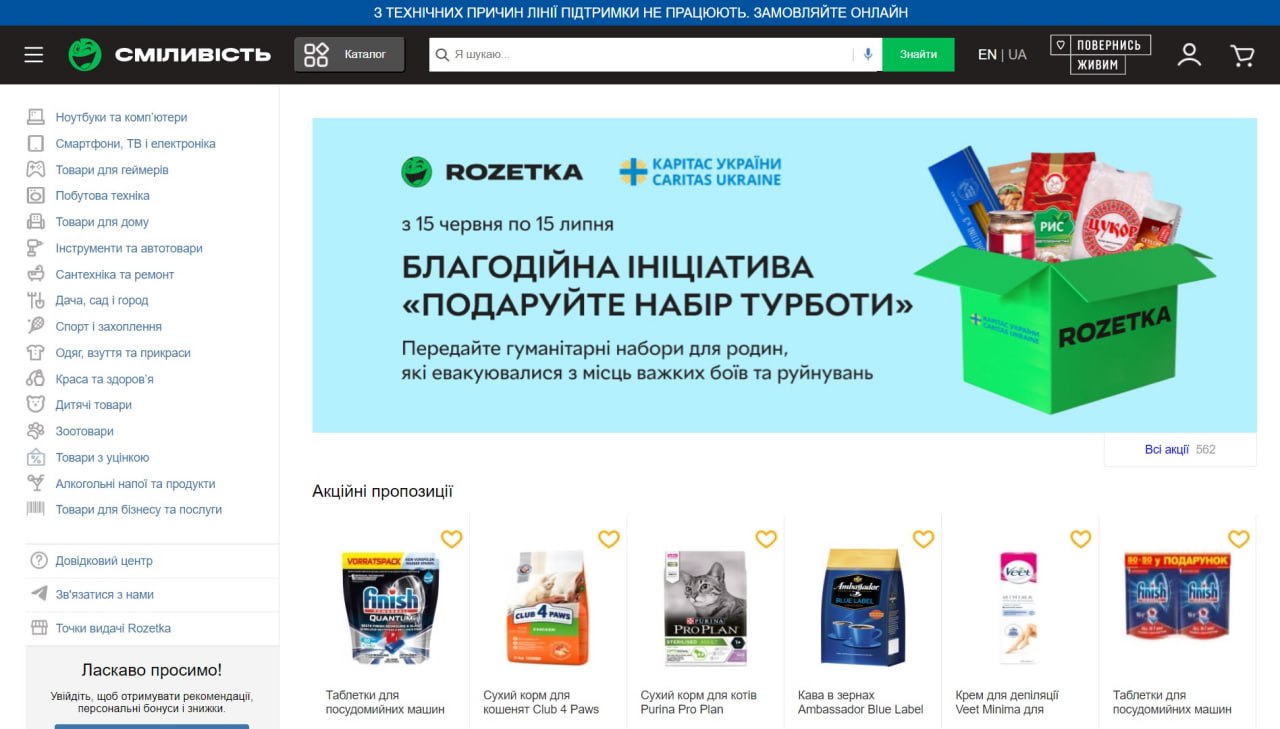 З ТЕХНІЧНИХ ПРИЧИН ЛІНІЇ ПІДТРИМКИ НЕ ПРАЦЮЮТЬ. ЗАМОВЛЯЙТЕ ОНЛАЙН
СМІЛИВІСТЬ
Каталог
Я шукаю...
Знайти
EN | UA
ПОВЕРНИСЬ
ЖИВИМ
Ноутбуки та комп'ютери
Смартфони, ТВ і електроніка
Товари для геймерів
Побутова техніка
Товари для дому
Інструменти та автотовари
Сантехніка та ремонт
Дача, сад і город
Спорт і захоплення
Одяг, взуття та прикраси
Краса та здоров'я
Дитячі товари
Зоотовари
Товари з уцінкою
Алкогольні напої та продукти
Товари для бізнесу та послуги
Довідковий центр
Зв'язатися з нами
Точки видачі Rozetka
Ласкаво просимо!
Увійдіть, щоб отримувати рекомендації,
персональні бонуси і знижки.
ROZETKA
КАРІТАС УКРАЇНИ
CARITAS UKRAINE
з 15 червня по 15 липня
БЛАГОДІЙНА ІНІЦІАТИВА
«ПОДАРУЙТЕ НАБІР ТУРБОТИ»
Передайте гуманітарні набори для родин,
які евакуювалися з місць важких боїв та руйнувань
РИС
ЦУКОР
КАРІТАС УКРАЇНИ
CARITAS UKRAINE
ROZETKA
Всі акції 562
Акційні пропозиції
VORRATSPACK
finish
QUANTUM
CLUB 4 PAWS
PURINA
PRO PLAN
STERILISED
Ambassador
BLUE LABEL
Veet
MINIMA
80+80 У ПОДАРУНОК
finish
finish
Таблетки для
посудомийних машин
Сухий корм для
кошенят Club 4 Paws
Сухий корм для котів
Purina Pro Plan
Кава в зернах
Ambassador Blue Label
Крем для депіляції
Veet Minima для
Таблетки для
посудомийних машин